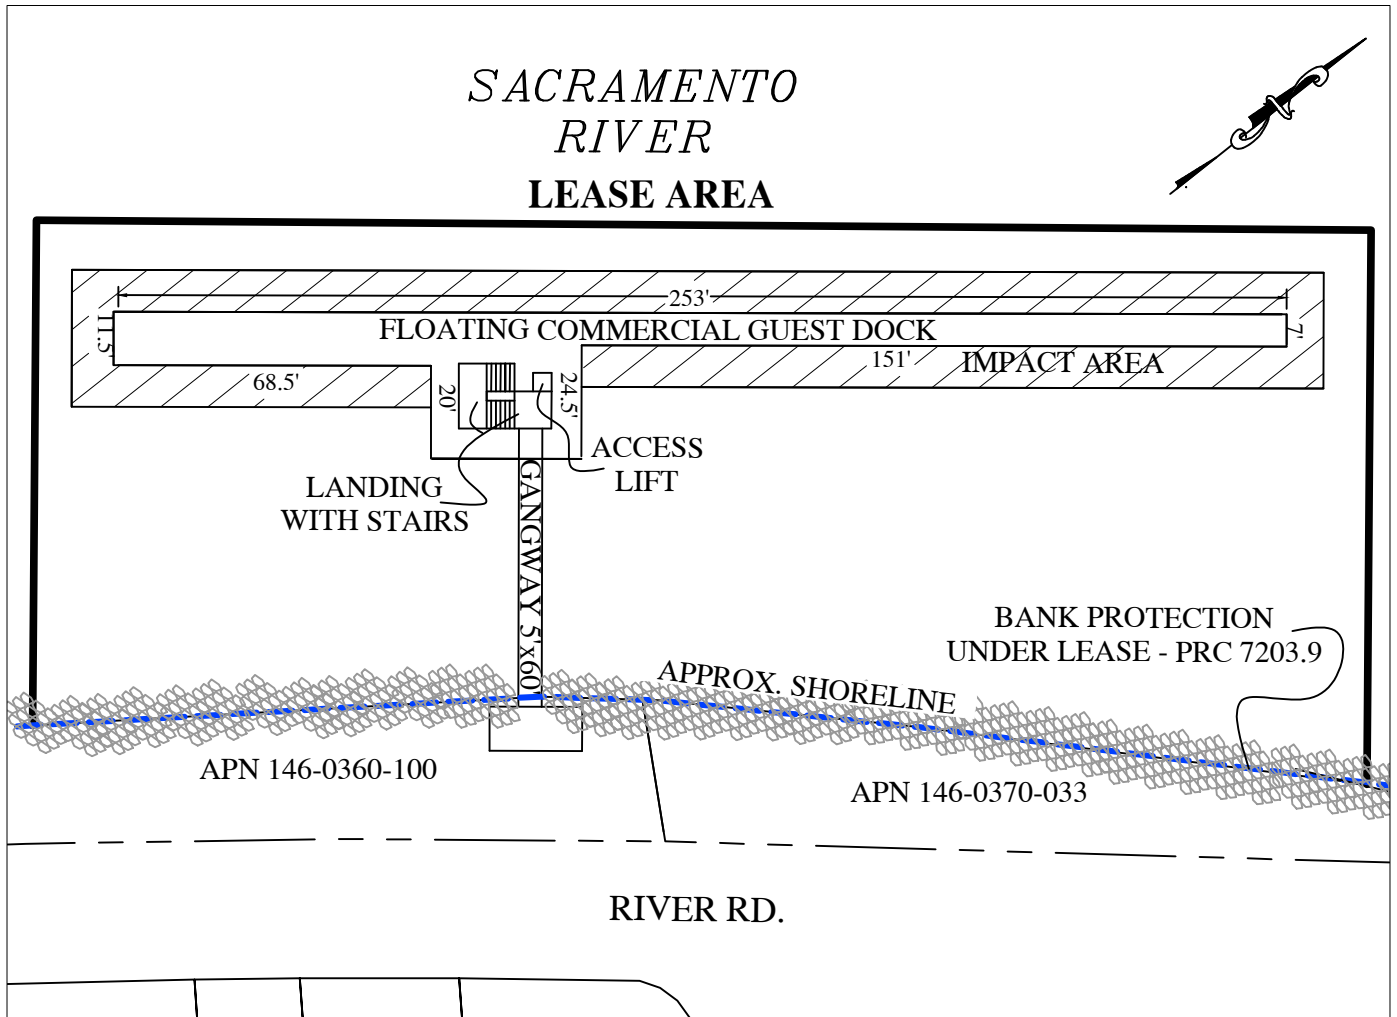 SACRAMENTO
RIVER
LEASE AREA
253'
11.5'
FLOATING COMMERCIAL GUEST DOCK
7'
68.5'
151'
IMPACT AREA
20'
24.5'
ACCESS
LIFT
LANDING
WITH STAIRS
GANGWAY 5'x60'
BANK PROTECTION
UNDER LEASE - PRC 7203.9
APPROX. SHORELINE
APN 146-0360-100
APN 146-0370-033
RIVER RD.